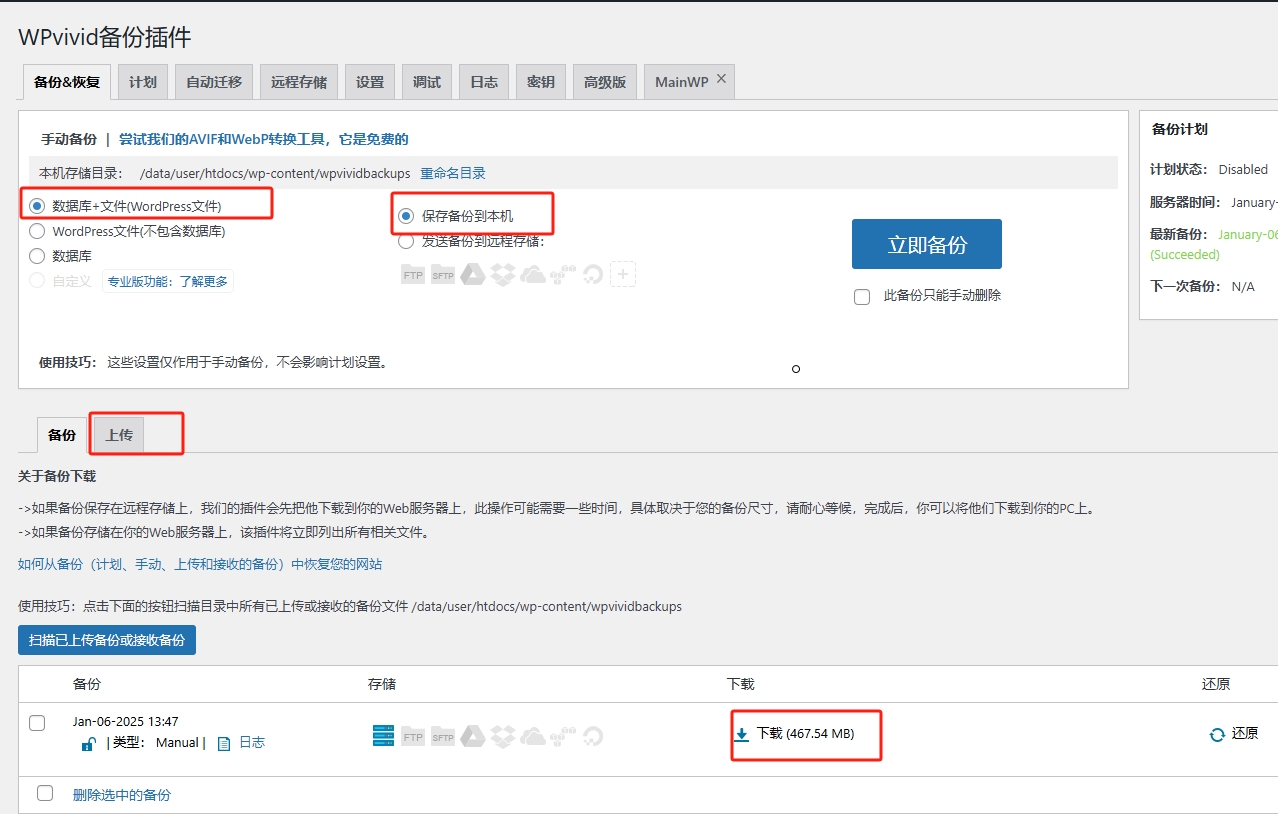 WPvivid备份插件
备份&恢复 计划 自动迁移 远程存储 设置 调试 日志 密钥 高级版 MainWP ×
手动备份 | 尝试我们的AVIF和WebP转换工具，它是免费的
本机存储目录： /data/user/htdocs/wp-content/wpvividbackups 重命名目录
数据库+文件(WordPress文件)
WordPress文件(不包含数据库)
数据库
自定义 专业版功能：了解更多
保存备份到本机
发送备份到远程存储：
FTP SFTP +
立即备份
此备份只能手动删除
使用技巧： 这些设置仅作用于手动备份，不会影响计划设置。
备份计划
计划状态： Disabled
服务器时间： January-
最新备份： January-06
(Succeeded)
下一次备份： N/A
备份 上传
关于备份下载
->如果备份保存在远程存储上，我们的插件会先把他下载到你的Web服务器上，此操作可能需要一些时间，具体取决于您的备份尺寸，请耐心等候，完成后，你可以将他们下载到你的PC上。
->如果备份存储在你的Web服务器上，该插件将立即列出所有相关文件。
如何从备份（计划、手动、上传和接收的备份）中恢复您的网站
使用技巧：点击下面的按钮扫描目录中所有已上传或接收的备份文件 /data/user/htdocs/wp-content/wpvividbackups
扫描已上传备份或接收备份
备份 存储 下载 还原
Jan-06-2025 13:47
| 类型： Manual | 日志
FTP SFTP
下载 (467.54 MB)
还原
删除选中的备份